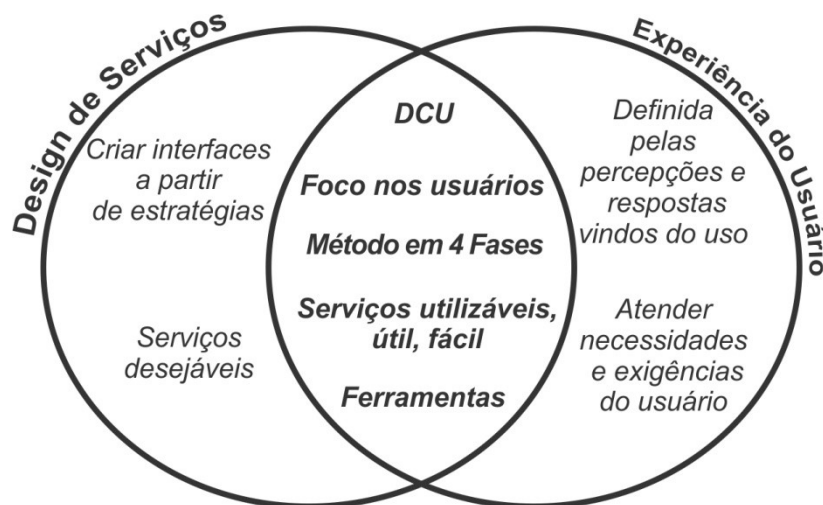 Design de Serviços
Criar interfaces
a partir
de estratégias
Serviços
desejáveis
DCU
Foco nos usuários
Método em 4 Fases
Serviços utilizáveis,
útil, fácil
Ferramentas
Experiência do Usuário
Definida
pelas
percepções e
respostas
vindos do uso
Atender
necessidades
e exigências
do usuário